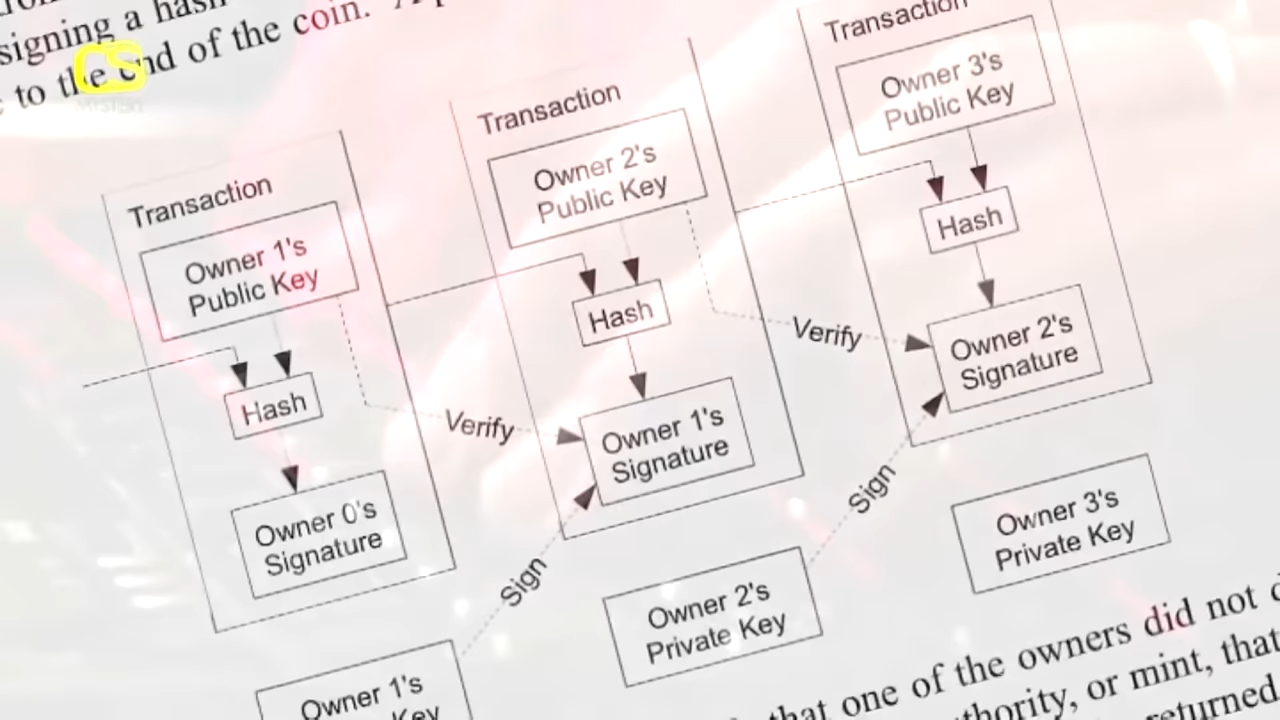 signing a hash
to the end of the coin.
CS
MYSTERY
Transaction
Owner 1's
Public Key
Hash
Owner 0's
Signature
Transaction
Owner 2's
Public Key
Hash
Verify
Owner 1's
Signature
Sign
Owner 1's
Key
Transaction
Owner 3's
Public Key
Hash
Verify
Owner 2's
Signature
Sign
Owner 2's
Private Key
Owner 3's
Private Key
that one of the owners did not
or mint, that
returned